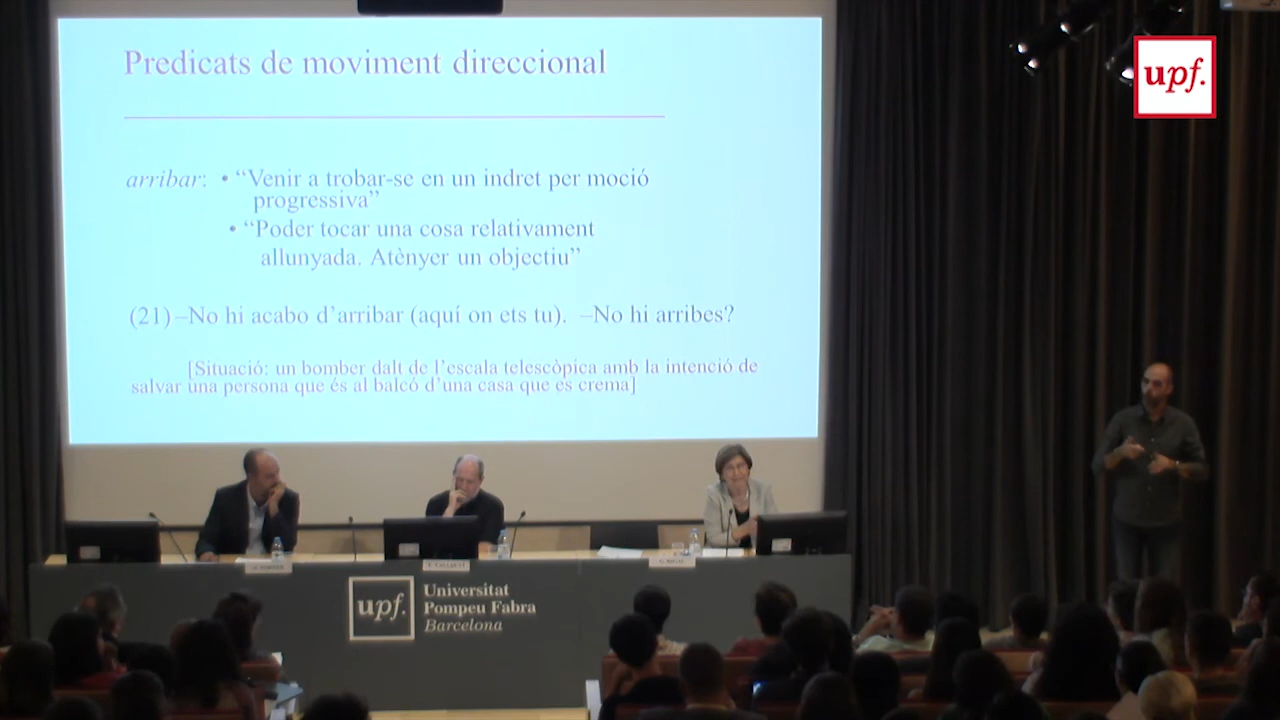 Predicats de moviment direccional
upf.
arribar: • “Venir a trobar-se en un indret per moció
progressiva”
• “Poder tocar una cosa relativament
allunyada. Atènyer un objectiu”
(21) –No hi acabo d’arribar (aquí on ets tu). –No hi arribes?
[Situació: un bomber dalt de l’escala telescòpica amb la intenció de
salvar una persona que és al balcó d’una casa que es crema]
upf.
Universitat
Pompeu Fabra
Barcelona